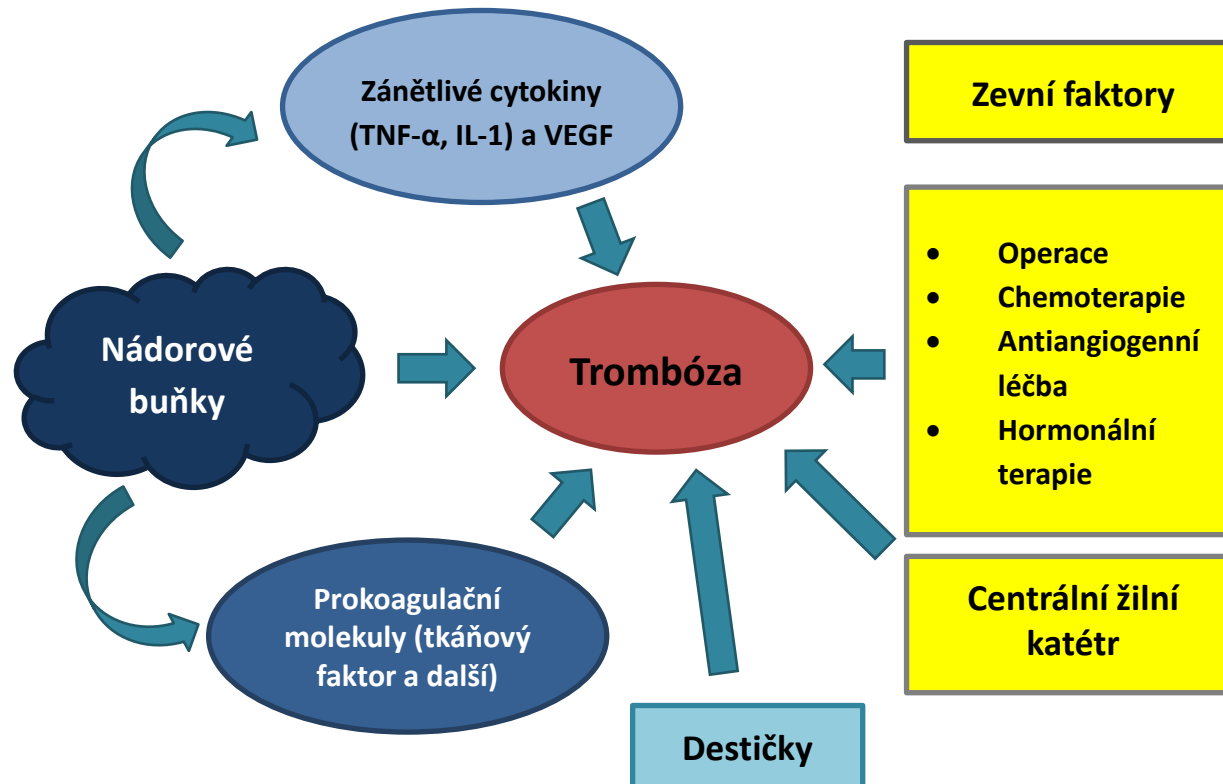 Zánětlivé cytokiny
(TNF-α, IL-1) a VEGF
Zevní faktory
Nádorové
buňky
Trombóza
• Operace
• Chemoterapie
• Antiangiogenní
léčba
• Hormonální
terapie
Prokoagulační
molekuly (tkáňový
faktor a další)
Centrální žilní
katétr
Destičky